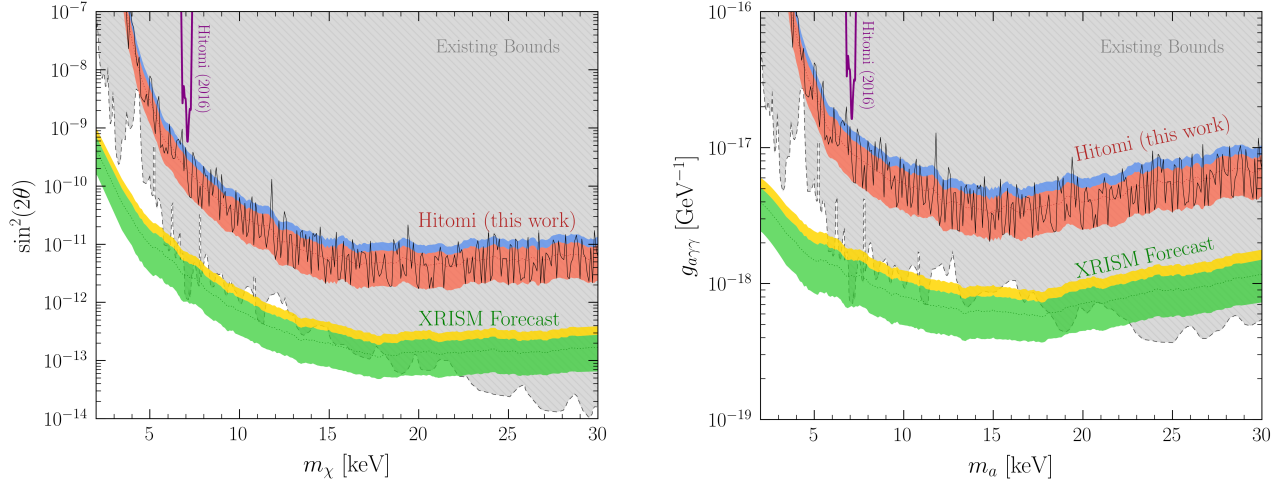 10⁻⁷
10⁻⁸
10⁻⁹
10⁻¹⁰
10⁻¹¹
10⁻¹²
10⁻¹³
10⁻¹⁴
sin²(2θ)
Existing Bounds
Hitomi (2016)
Hitomi (this work)
XRISM Forecast
5 10 15 20 25 30
m_χ [keV]
10⁻¹⁶
10⁻¹⁷
10⁻¹⁸
10⁻¹⁹
g_{aγγ} [GeV⁻¹]
Existing Bounds
Hitomi (2016)
Hitomi (this work)
XRISM Forecast
5 10 15 20 25 30
m_a [keV]